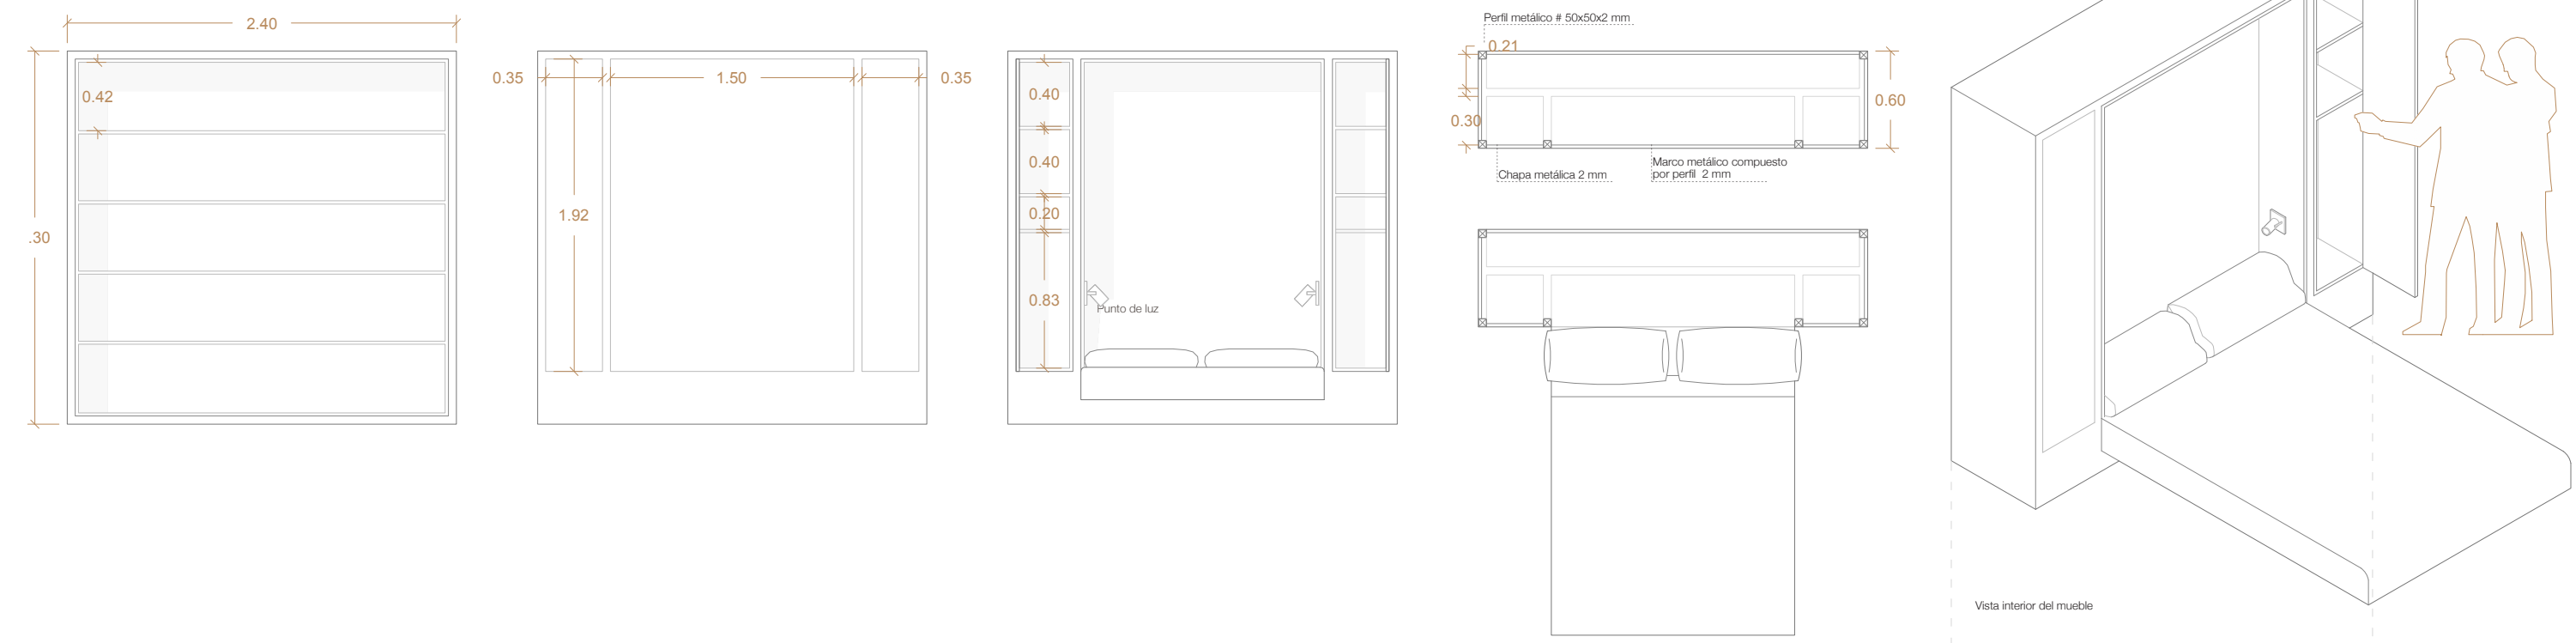 2.40
0.42
.30
0.35
1.50
0.35
1.92
0.40
0.40
0.20
0.83
Punto de luz
Perfil metálico # 50x50x2 mm
0.21
0.60
0.30
Chapa metálica 2 mm
Marco metálico compuesto
por perfil 2 mm
Vista interior del mueble